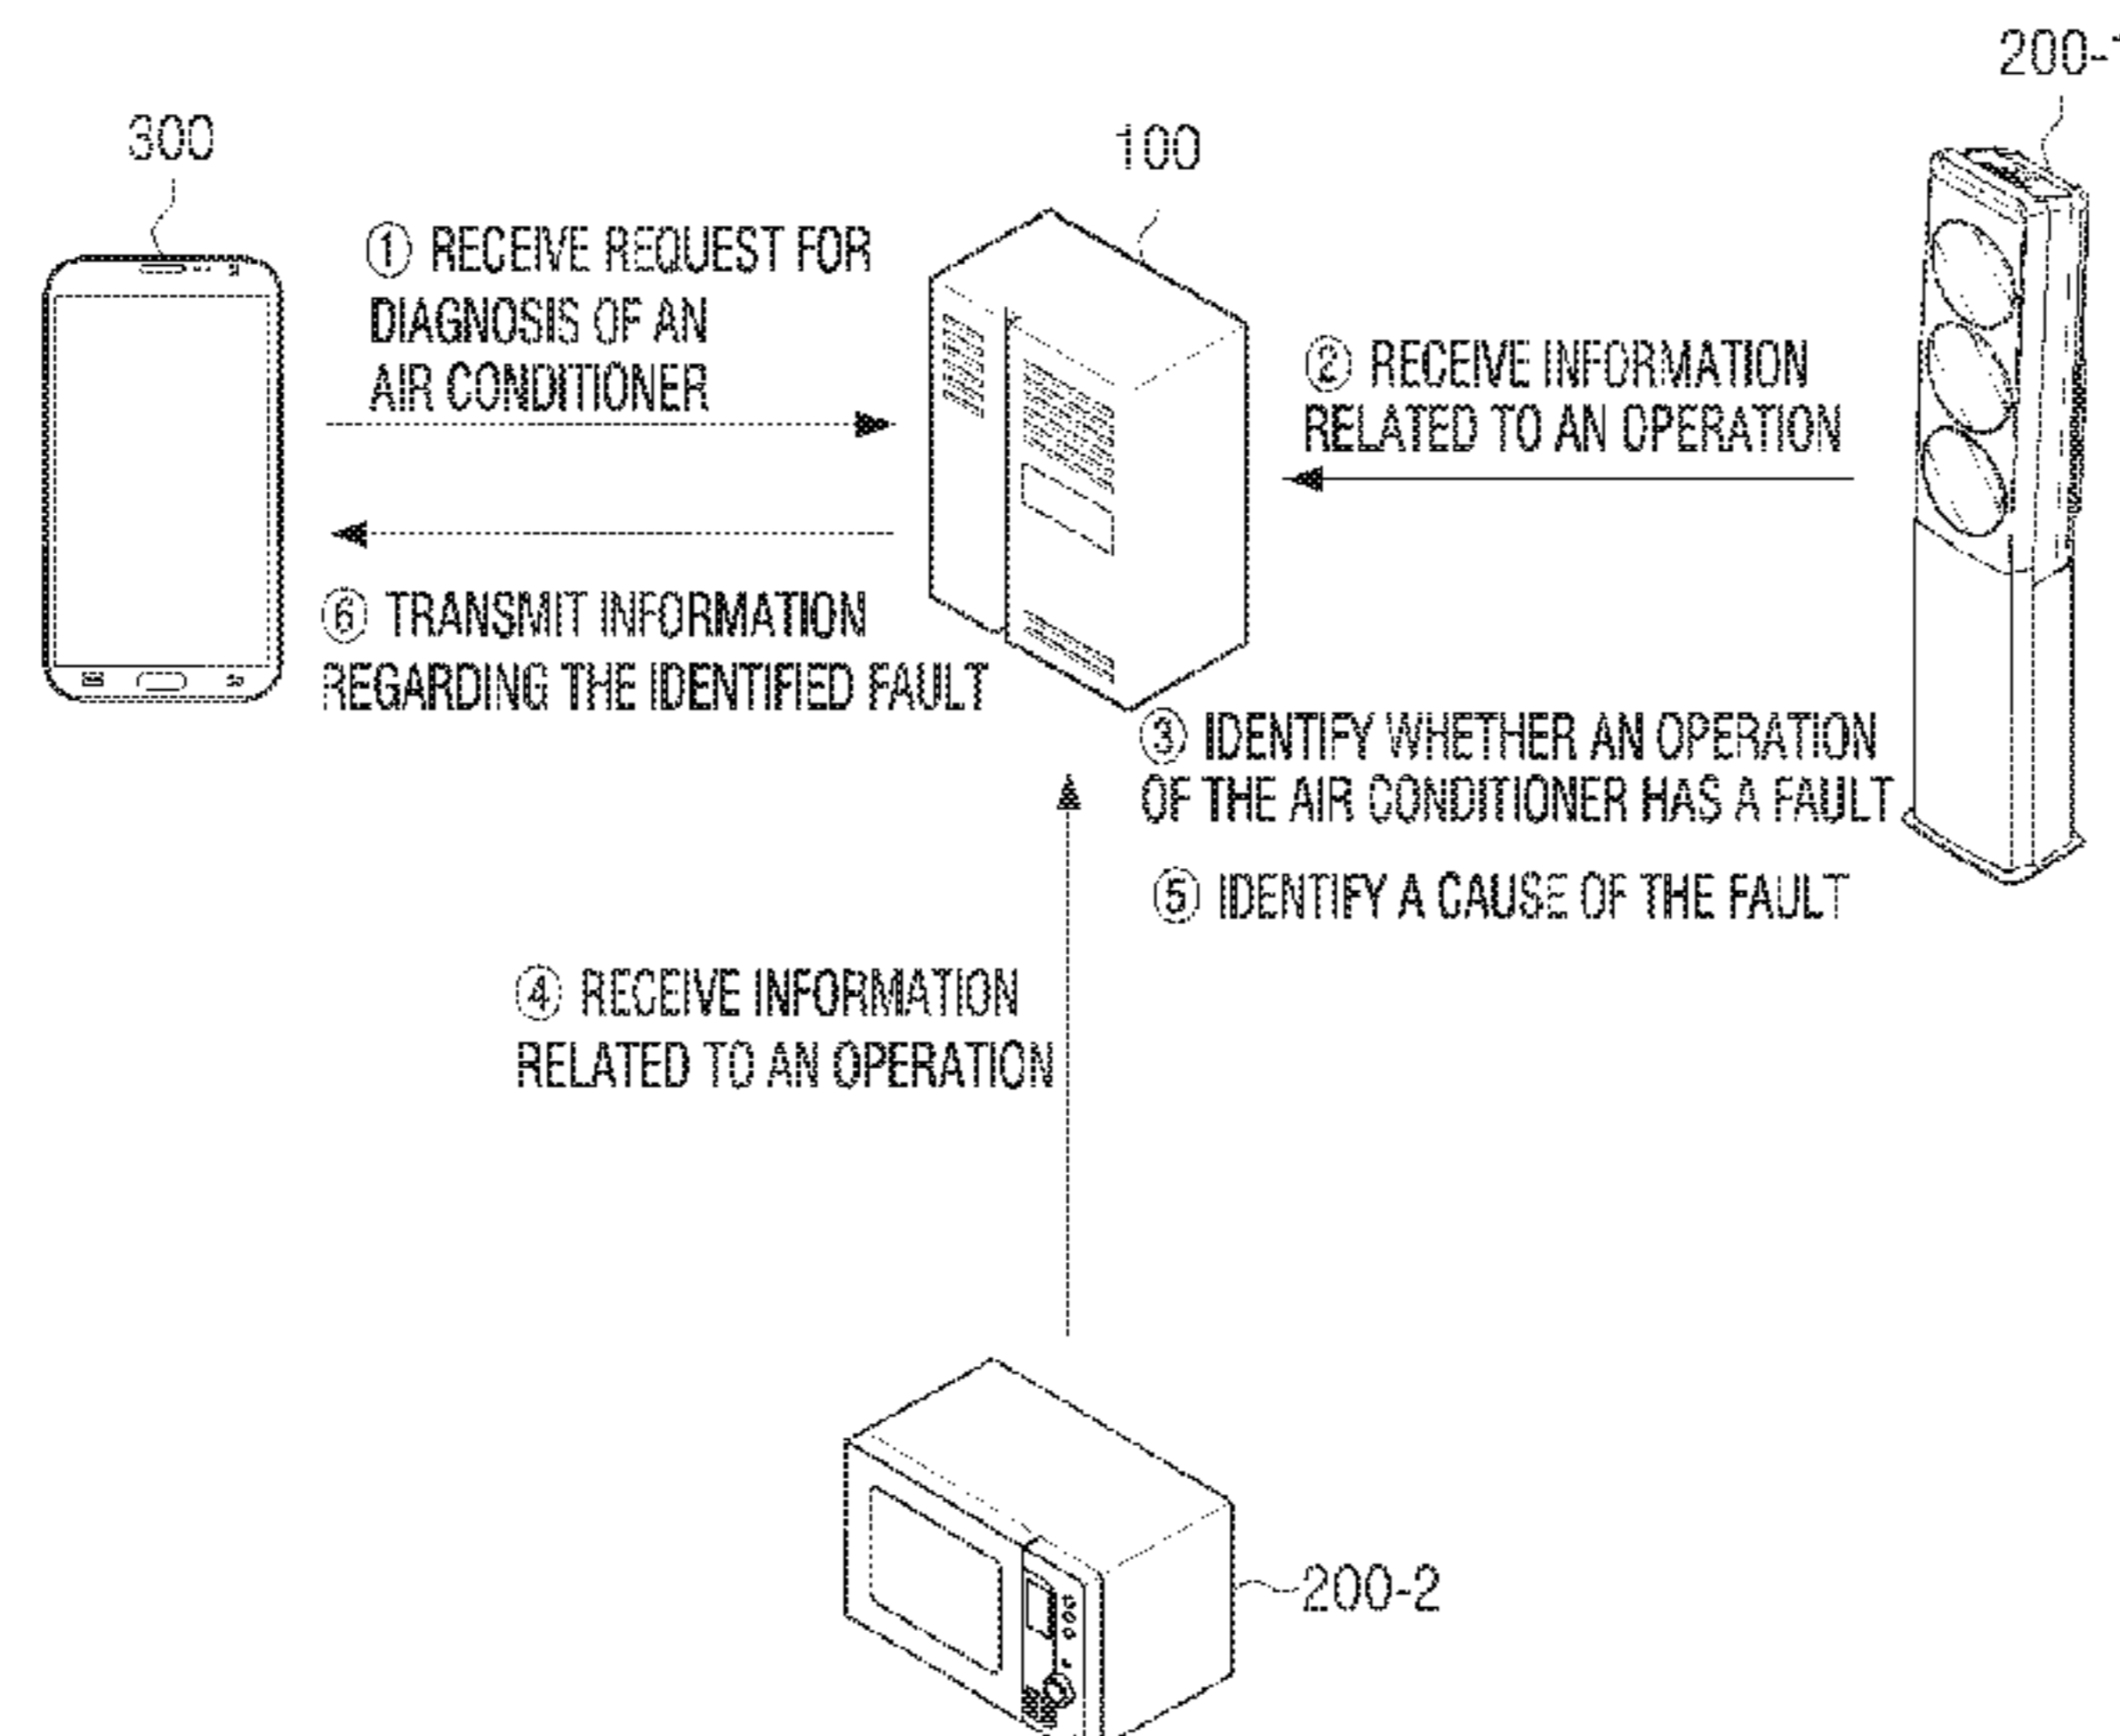 200-1
300
100
① RECEIVE REQUEST FOR
DIAGNOSIS OF AN
AIR CONDITIONER
② RECEIVE INFORMATION
RELATED TO AN OPERATION
⑥ TRANSMIT INFORMATION
REGARDING THE IDENTIFIED FAULT
③ IDENTIFY WHETHER AN OPERATION
OF THE AIR CONDITIONER HAS A FAULT
⑤ IDENTIFY A CAUSE OF THE FAULT
④ RECEIVE INFORMATION
RELATED TO AN OPERATION
200-2